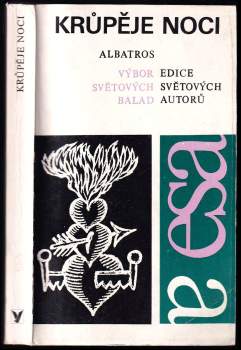 KRŮPĚJE NOCI
KRŮPĚJE NOCI
ALBATROS
VÝBOR EDICE
SVĚTOVÝCH SVĚTOVÝCH
BALAD AUTORŮ
esa
a